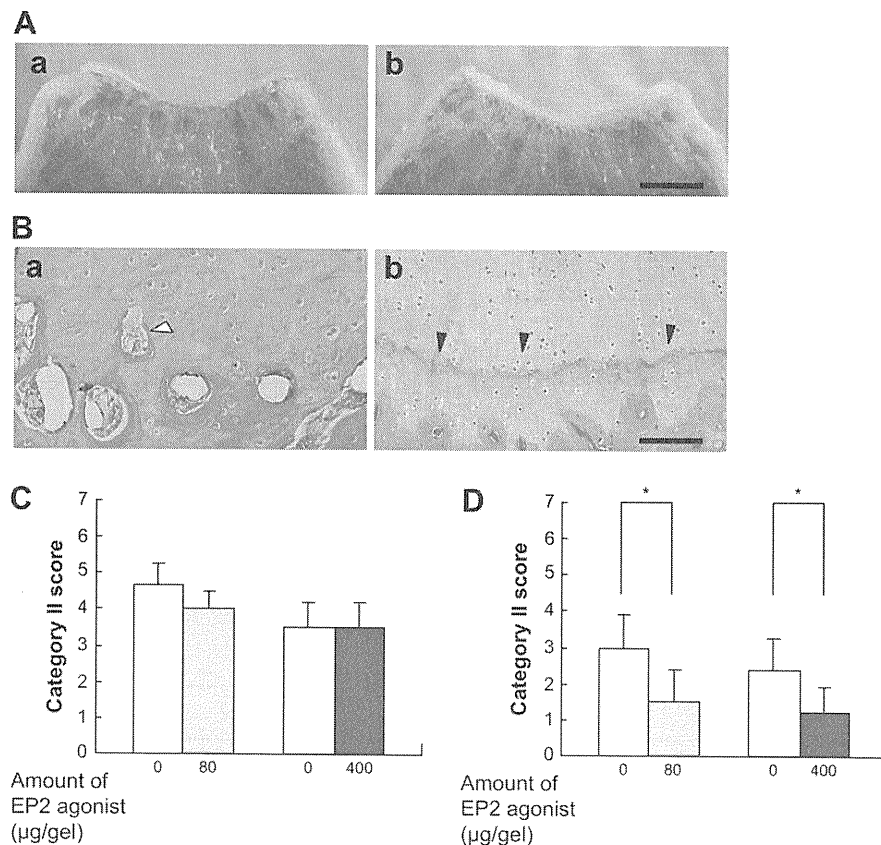 A
a
b
B
a
b
C
7
6
5
4
3
2
1
0
Category II score
0
80
0
400
Amount of
EP2 agonist
(µg/gel)
D
*
*
7
6
5
4
3
2
1
0
Category II score
0
80
0
400
Amount of
EP2 agonist
(µg/gel)